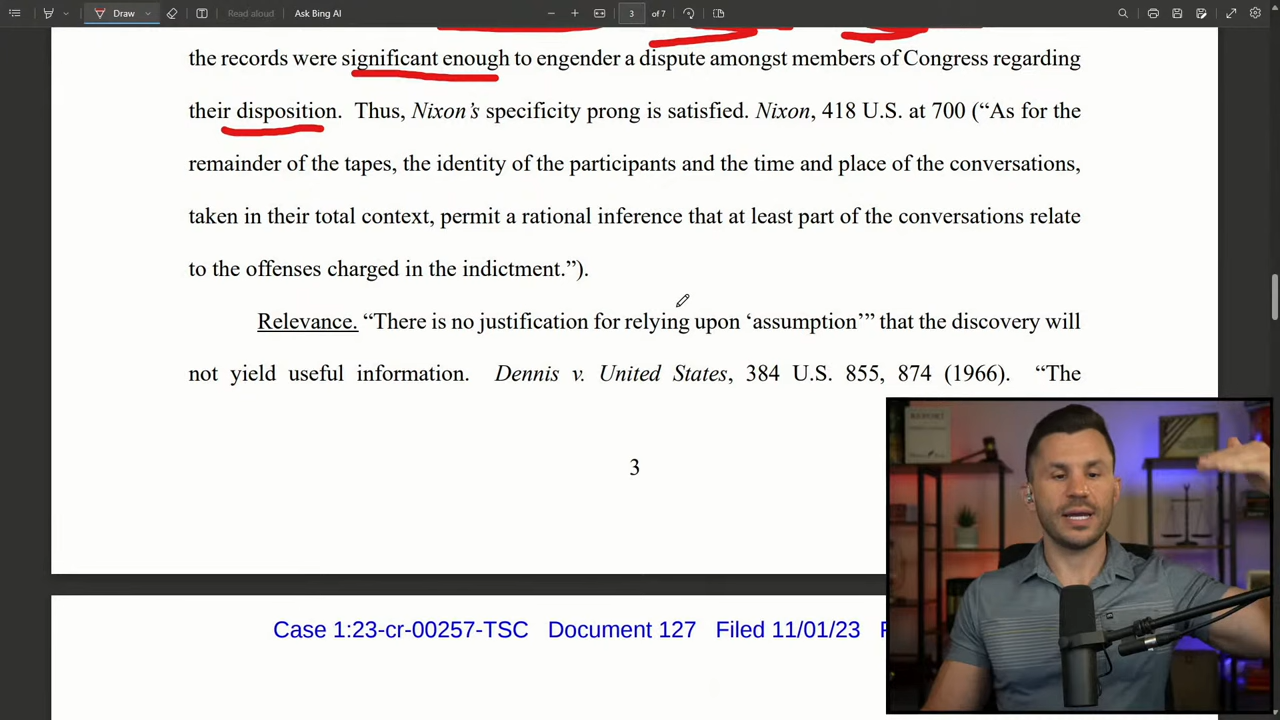 Draw
Read aloud
Ask Bing AI
3
of 7
the records were significant enough to engender a dispute amongst members of Congress regarding
their disposition. Thus, Nixon’s specificity prong is satisfied. Nixon, 418 U.S. at 700 (“As for the
remainder of the tapes, the identity of the participants and the time and place of the conversations,
taken in their total context, permit a rational inference that at least part of the conversations relate
to the offenses charged in the indictment.”).
Relevance. “There is no justification for relying upon ‘assumption’” that the discovery will
not yield useful information. Dennis v. United States, 384 U.S. 855, 874 (1966). “The
3
Case 1:23-cr-00257-TSC Document 127 Filed 11/01/23
REPORT